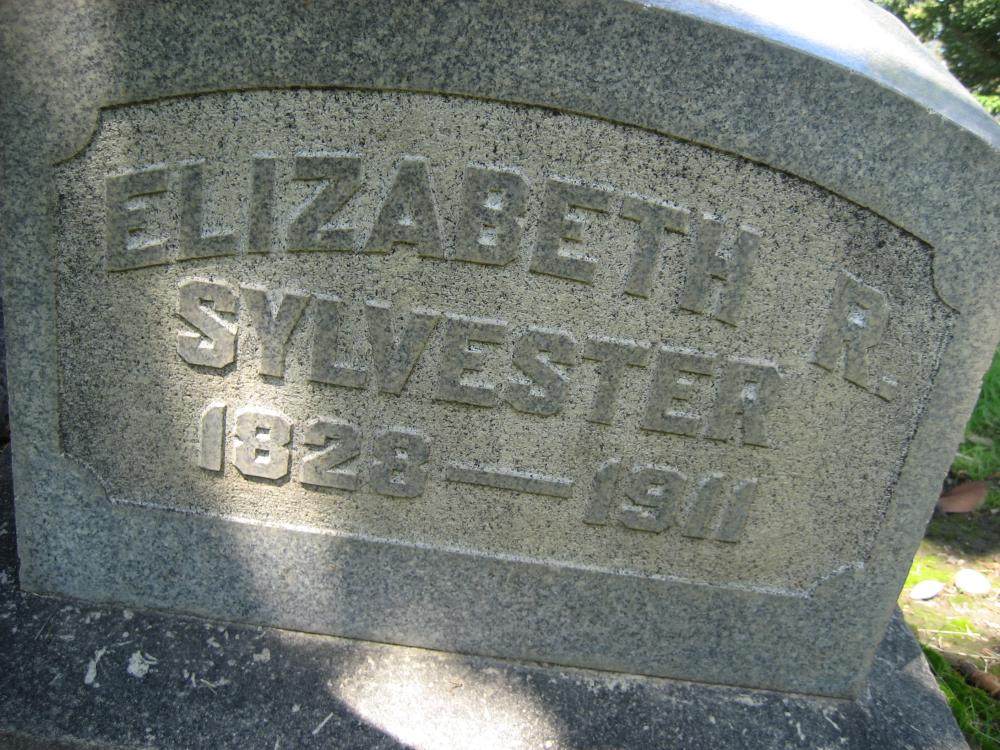 ELIZABETH R.
SYLVESTER
1828—1911